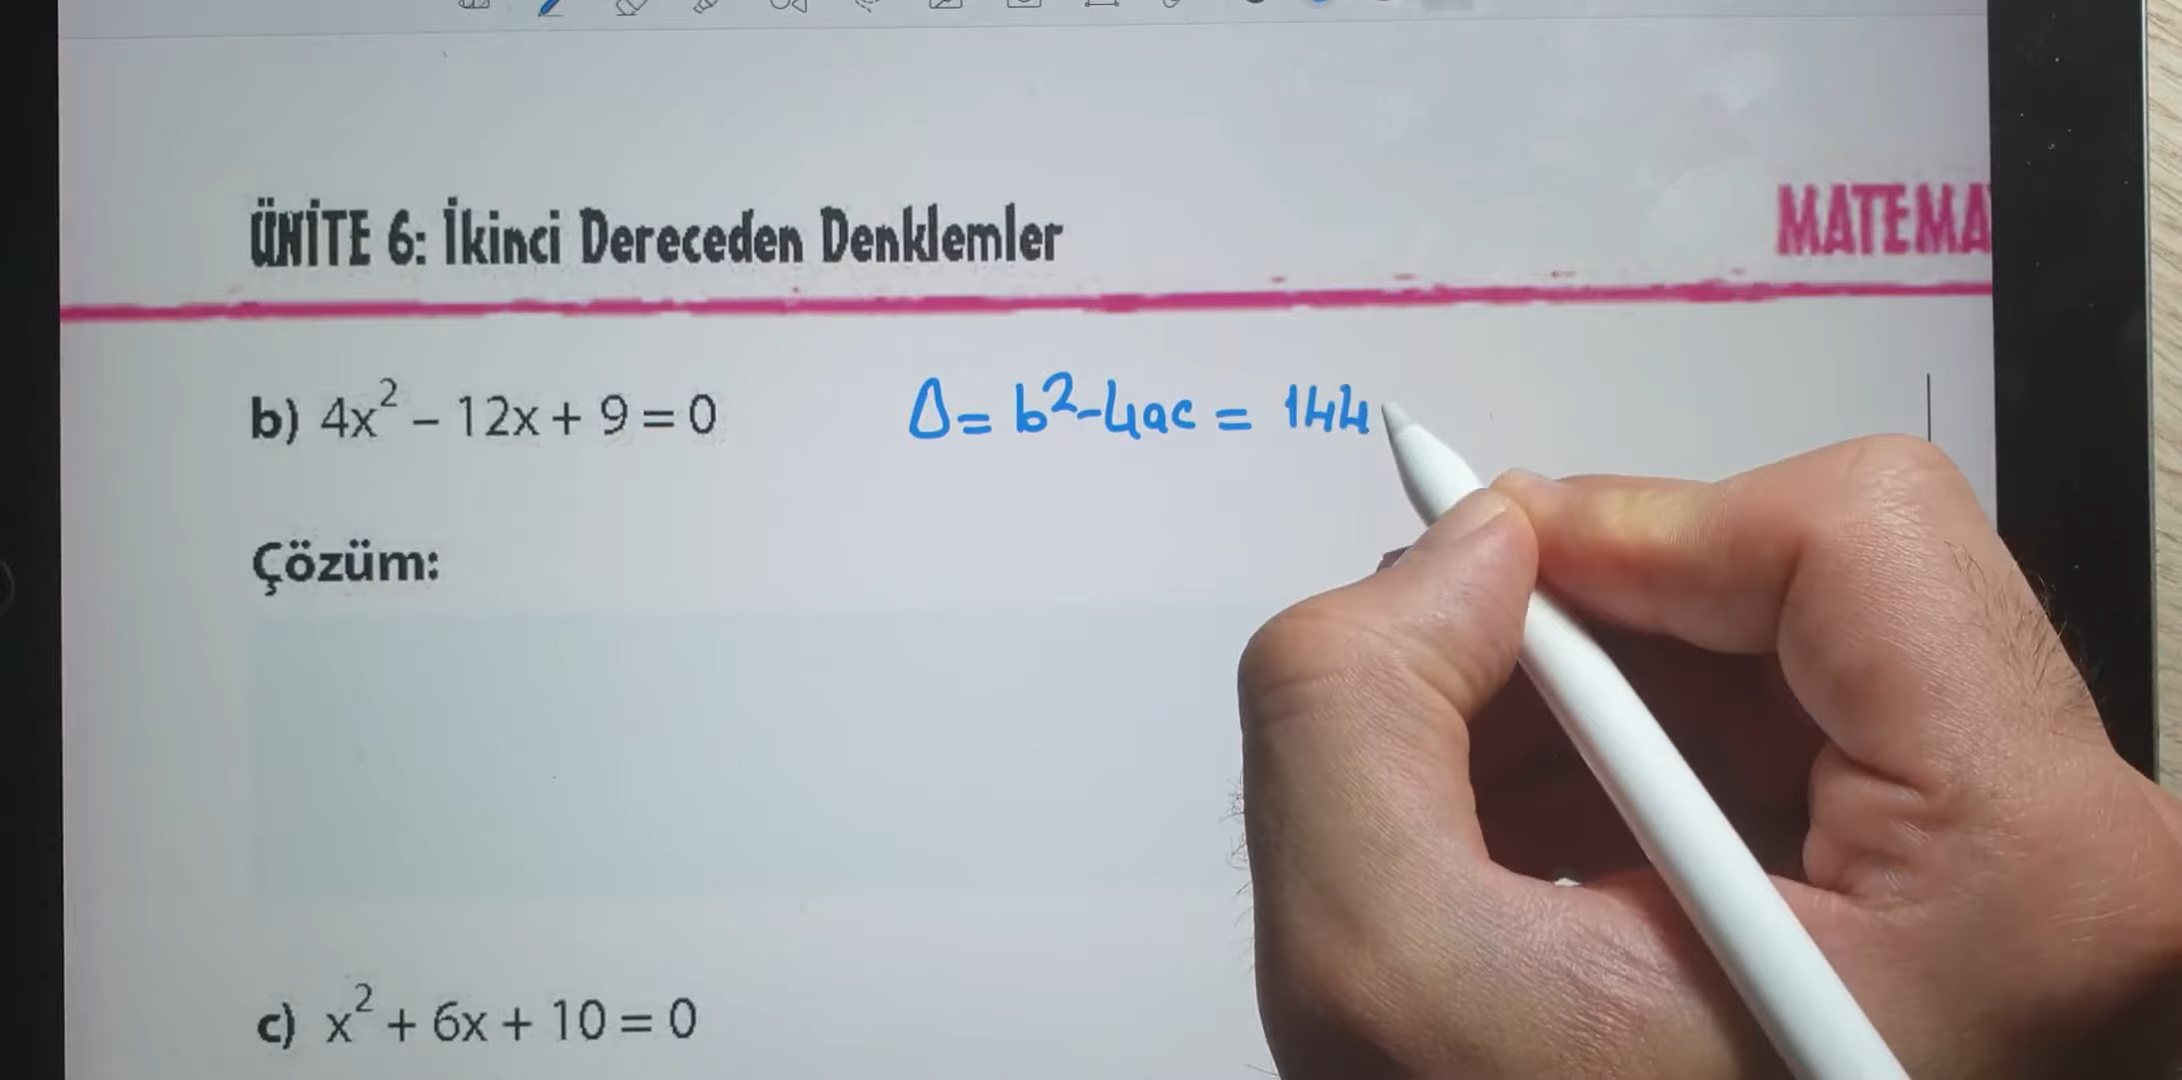 ÜNİTE 6: İkinci Dereceden Denklemler
MATEMA
b) 4x² – 12x + 9 = 0
Δ = b²-4ac = 144
Çözüm:
c) x² + 6x + 10 = 0